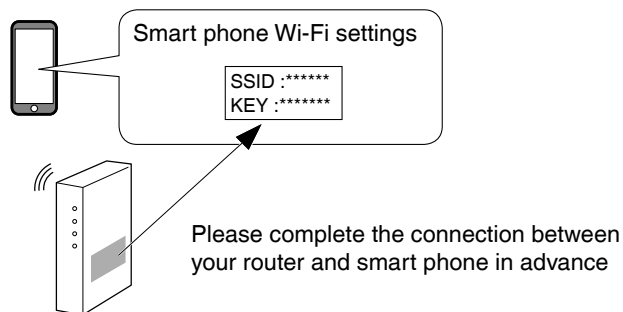 Smart phone Wi-Fi settings
SSID :******
KEY :*******
Please complete the connection between
your router and smart phone in advance